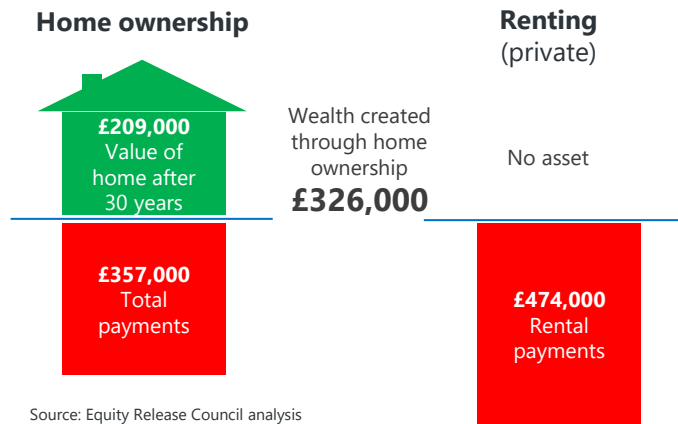 Home ownership
£209,000
Value of
home after
30 years
£357,000
Total
payments
Wealth created
through home
ownership
£326,000
Renting
(private)
No asset
£474,000
Rental
payments
Source: Equity Release Council analysis